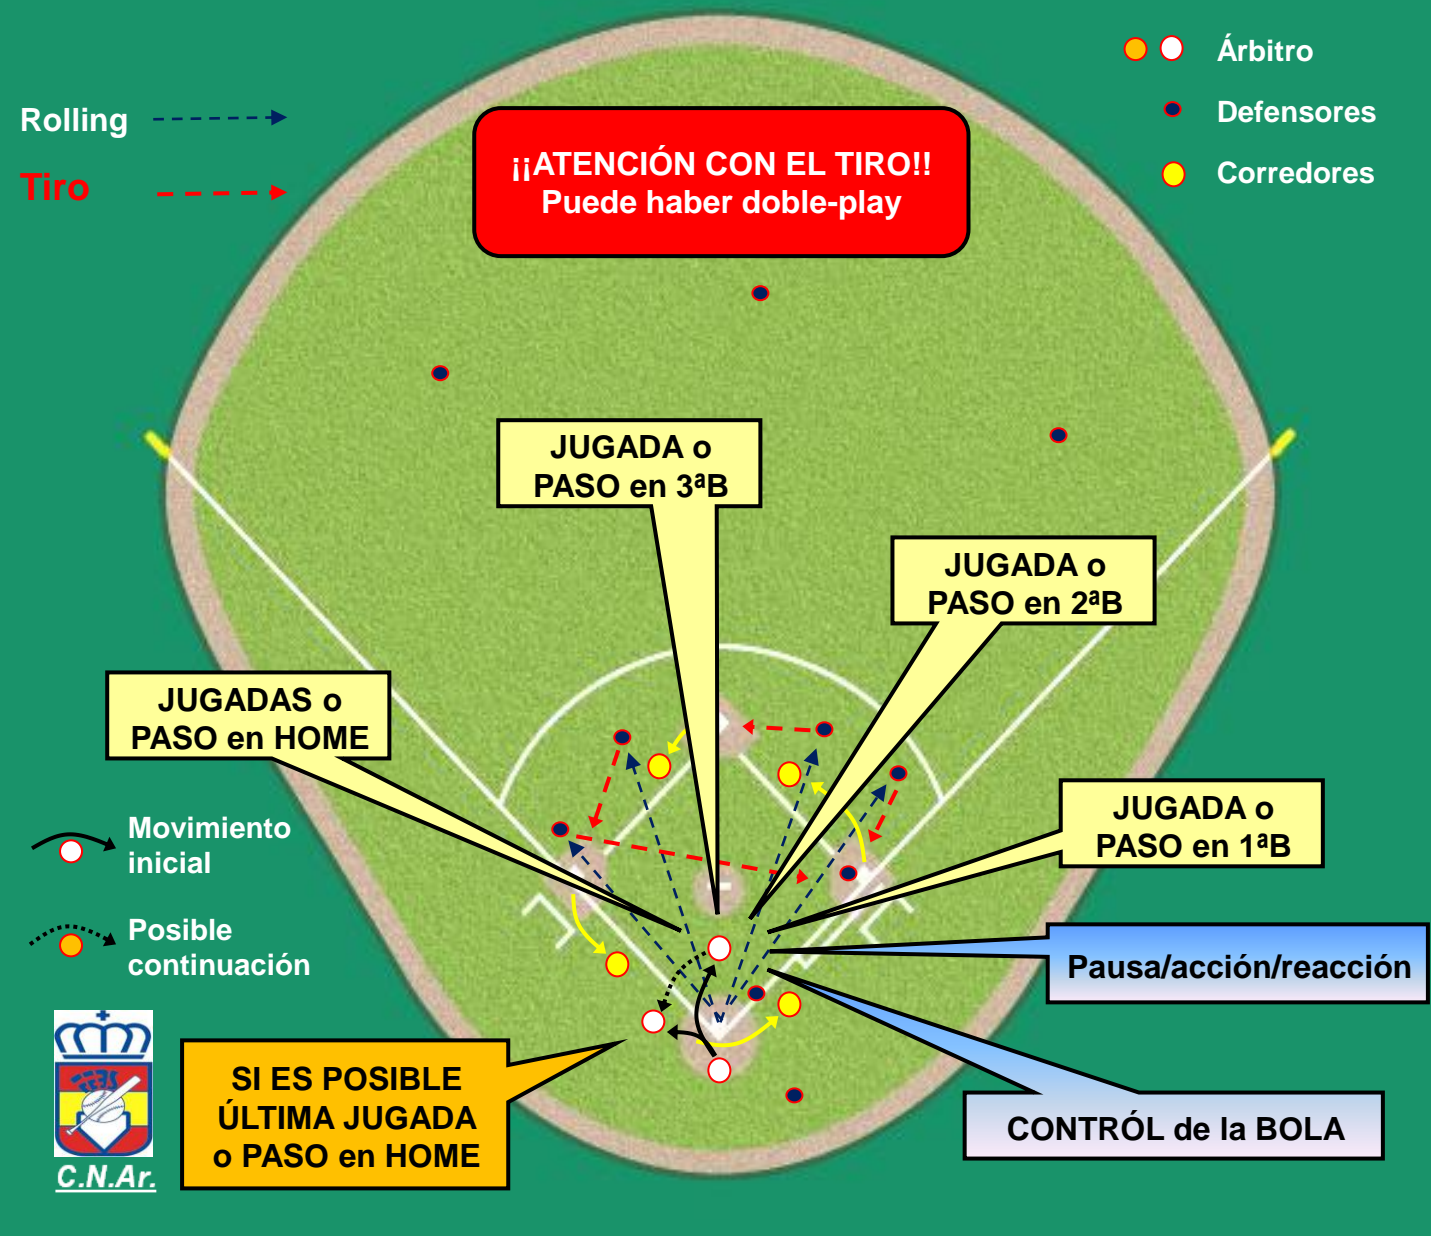 Rolling
Tiro
¡¡ATENCIÓN CON EL TIRO!!
Puede haber doble-play
Árbitro
Defensores
Corredores
JUGADA o
PASO en 3ªB
JUGADA o
PASO en 2ªB
JUGADAS o
PASO en HOME
JUGADA o
PASO en 1ªB
Movimiento
inicial
Posible
continuación
Pausa/acción/reacción
SI ES POSIBLE
ÚLTIMA JUGADA
o PASO en HOME
CONTRÓL de la BOLA
C.N.Ar.